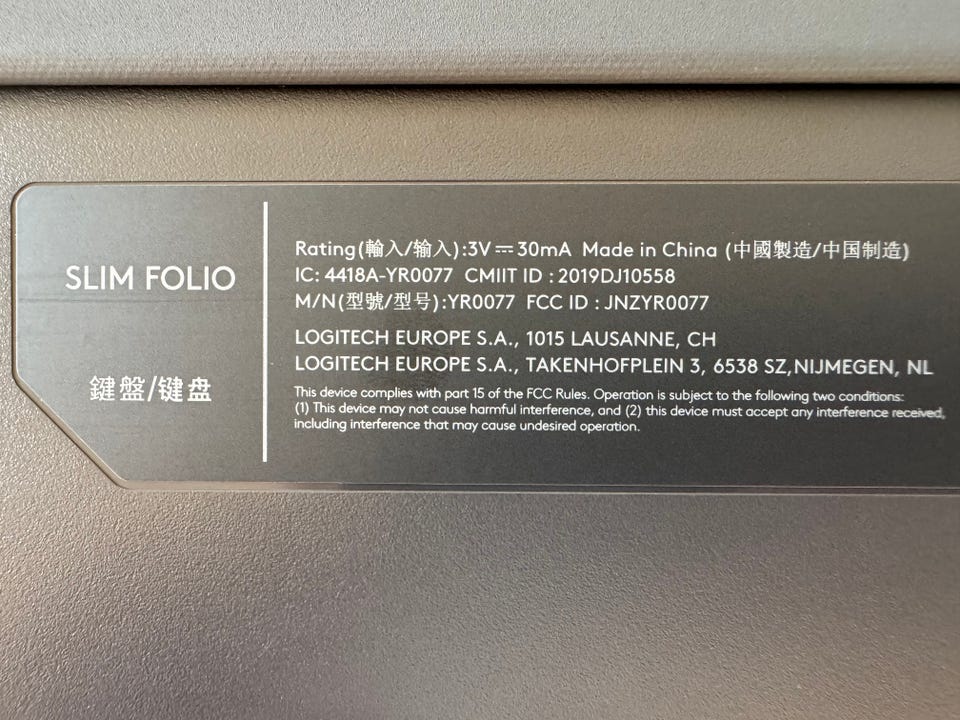 SLIM FOLIO
鍵盤/键盘
Rating(輸入/输入):3V⎓30mA Made in China (中國製造/中国制造)
IC: 4418A-YR0077 CMIIT ID : 2019DJ10558
M/N(型號/型号):YR0077 FCC ID : JNZYR0077
LOGITECH EUROPE S.A., 1015 LAUSANNE, CH
LOGITECH EUROPE S.A., TAKENHOFPLEIN 3, 6538 SZ,NIJMEGEN, NL
This device complies with part 15 of the FCC Rules. Operation is subject to the following two conditions:
(1) This device may not cause harmful interference, and (2) this device must accept any interference received,
including interference that may cause undesired operation.